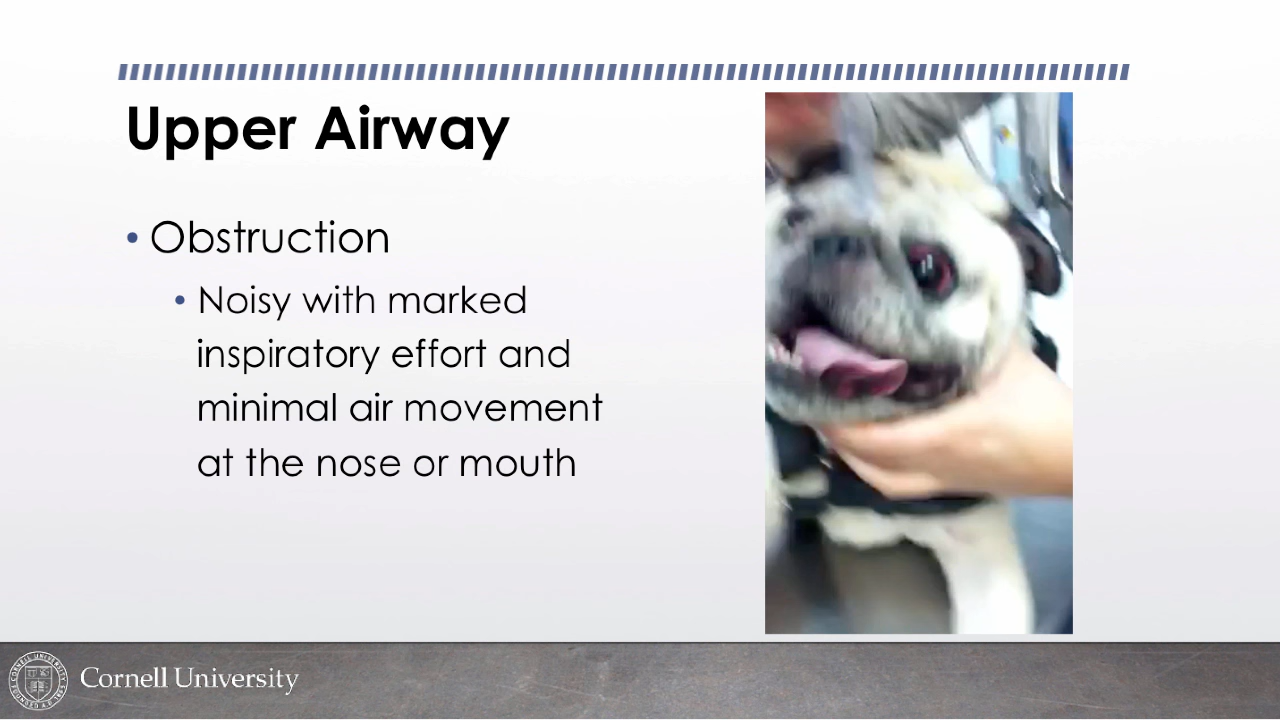 Upper Airway
• Obstruction
• Noisy with marked
inspiratory effort and
minimal air movement
at the nose or mouth
Cornell University